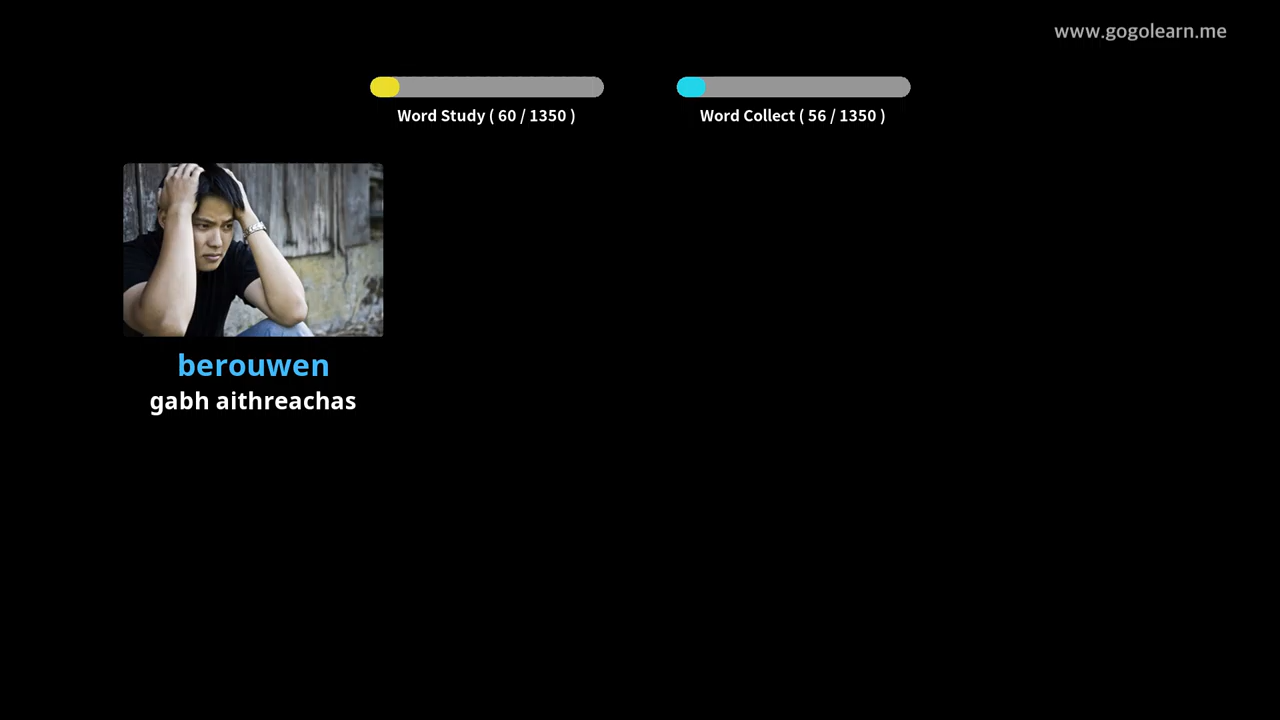 www.gogolearn.me
Word Study ( 60 / 1350 )
Word Collect ( 56 / 1350 )
berouwen
gabh aithreachas